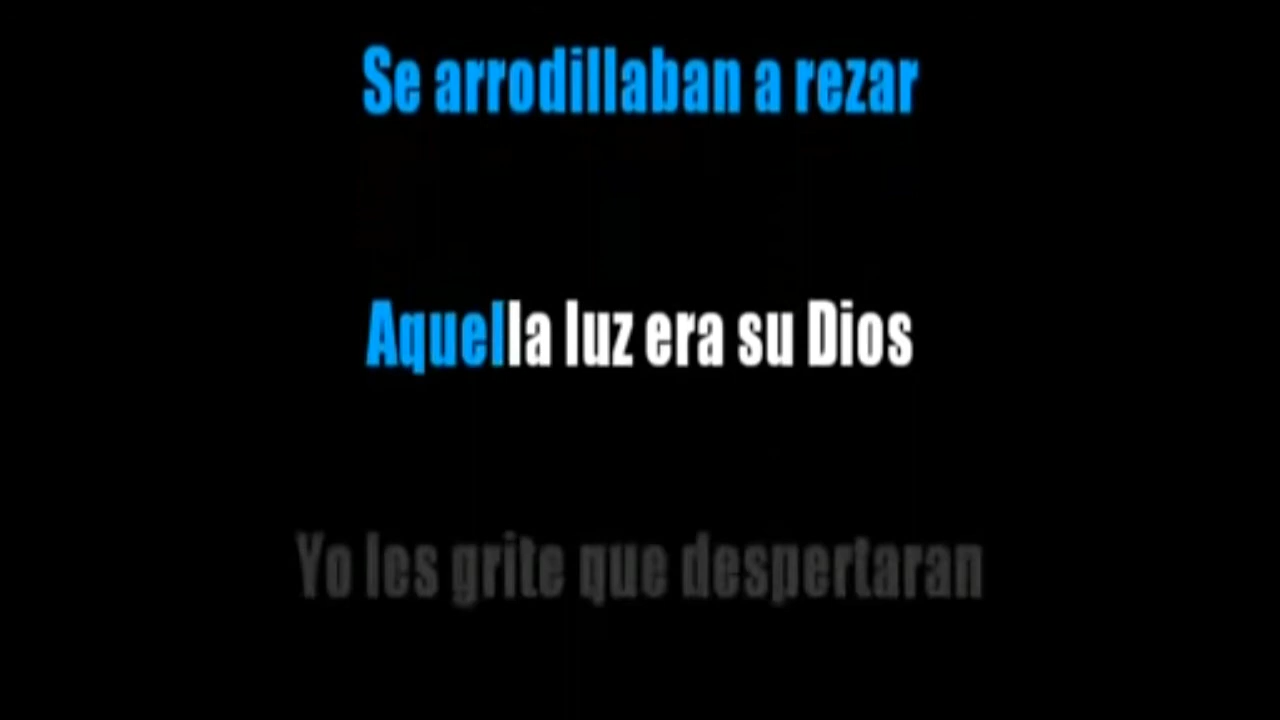 Se arrodillaban a rezar
Aquella luz era su Dios
Yo les grite que despertaran